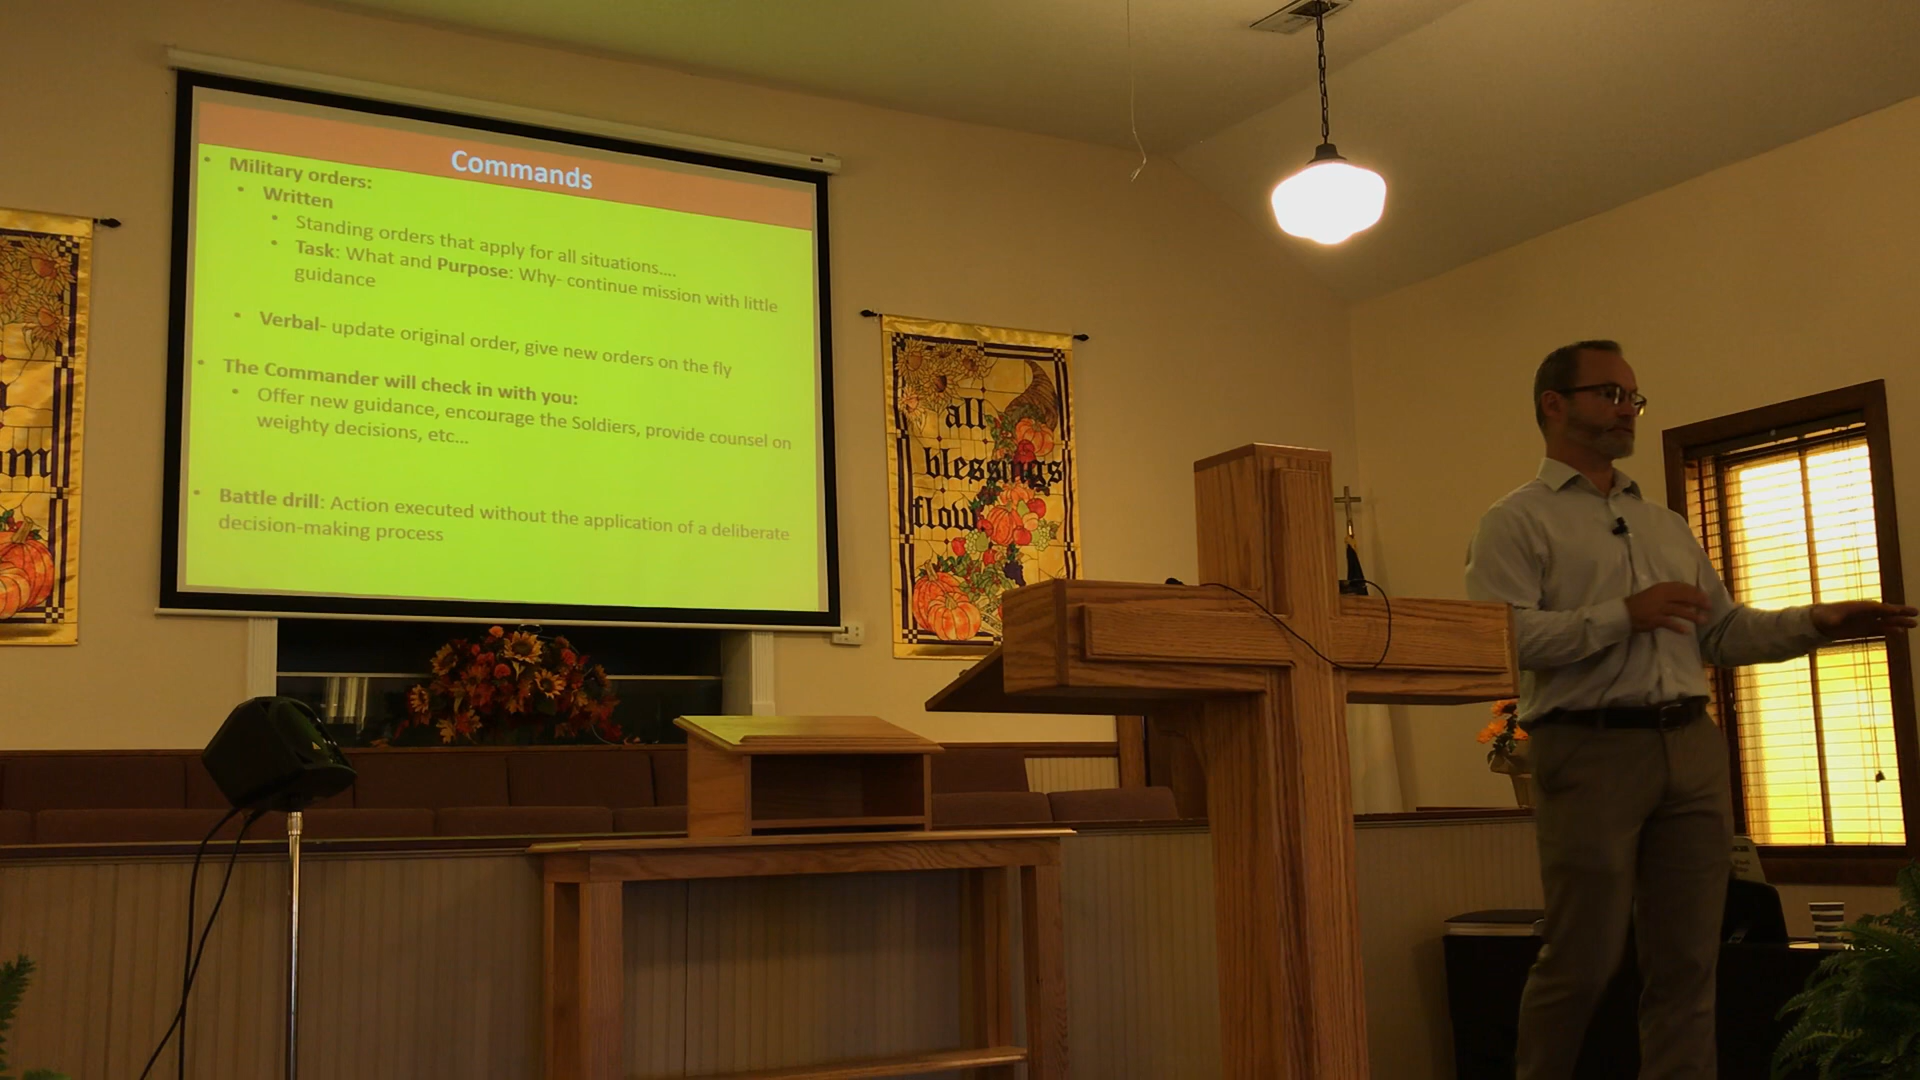 Commands
Military orders:
Written
Standing orders that apply for all situations....
Task: What and Purpose: Why- continue mission with little
guidance
Verbal- update original order, give new orders on the fly
The Commander will check in with you:
Offer new guidance, encourage the Soldiers, provide counsel on
weighty decisions, etc...
Battle drill: Action executed without the application of a deliberate
decision-making process
all
blessings
flow.